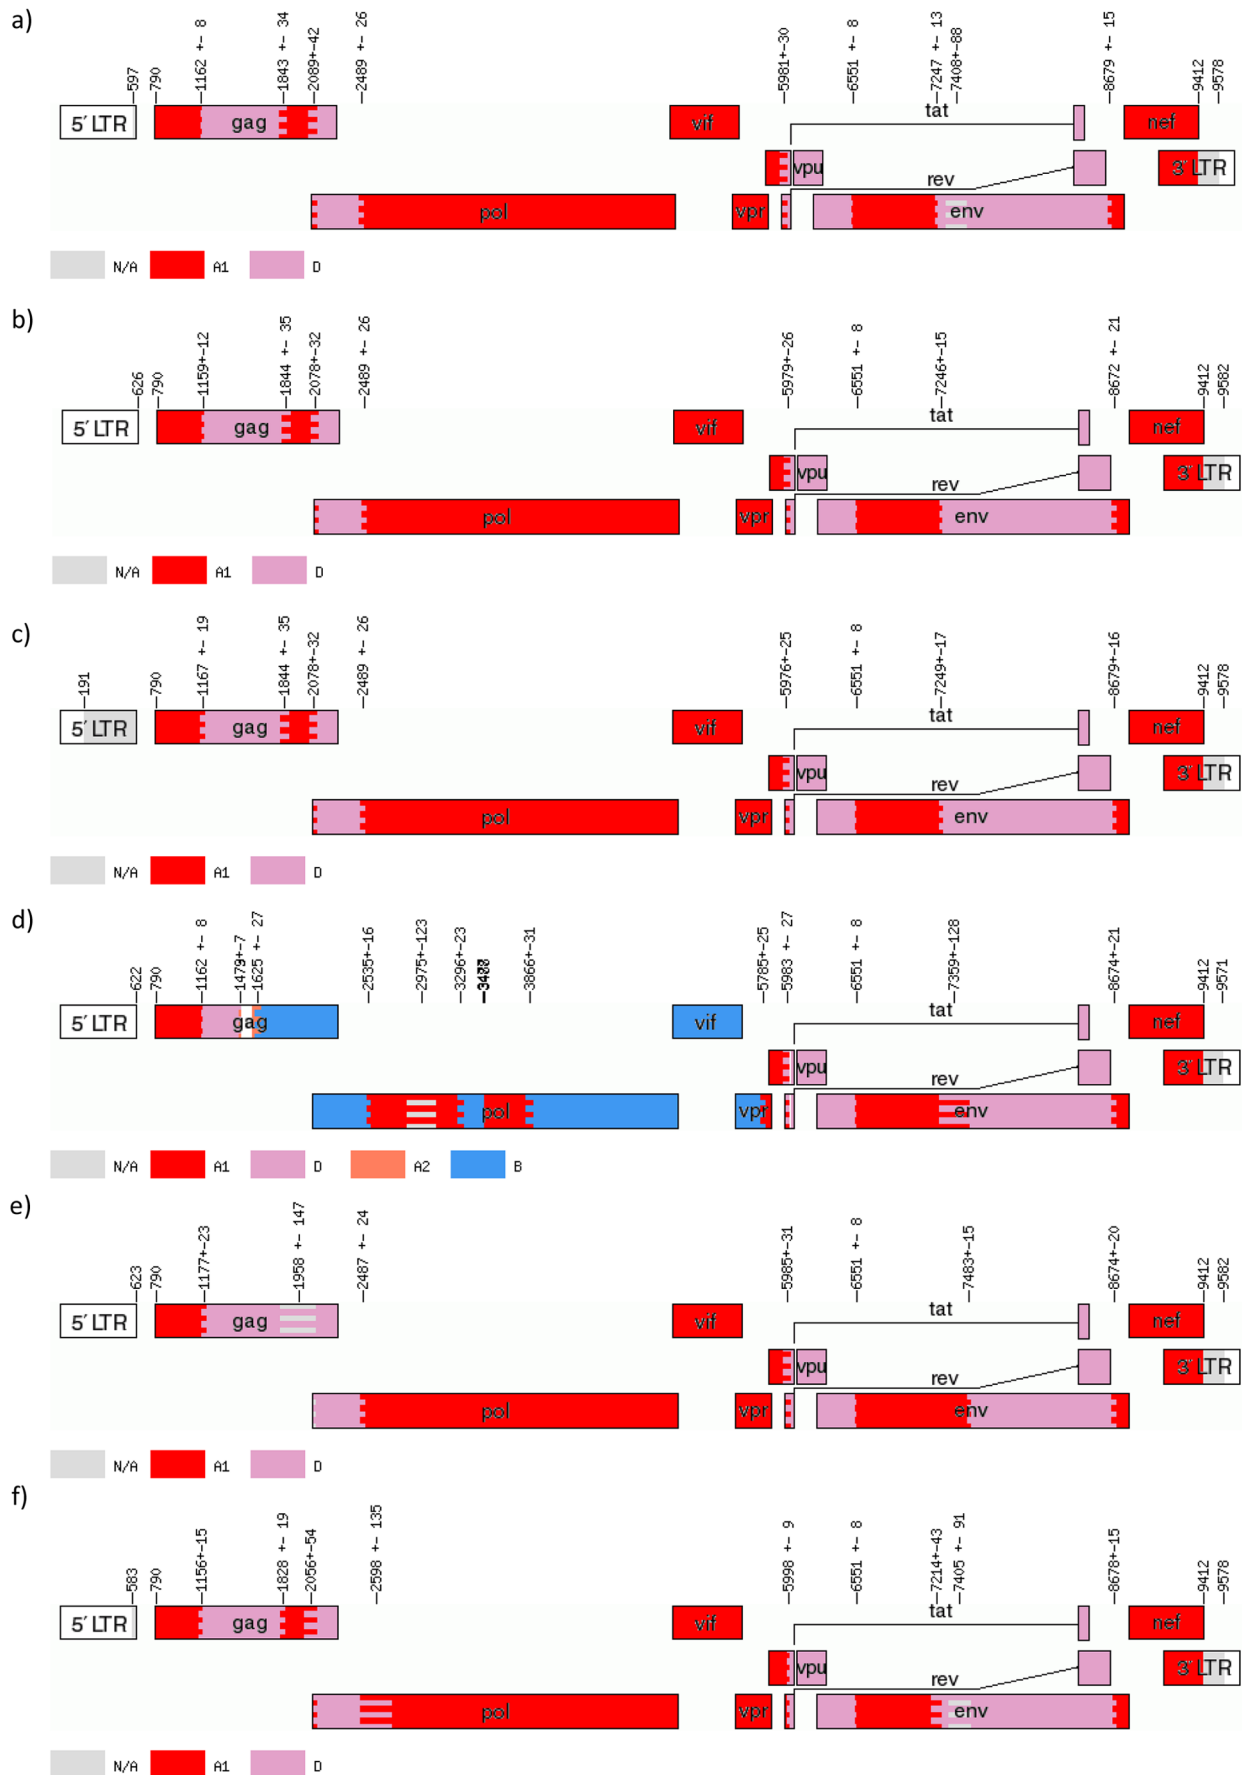 a)
597
790
1162 +- 8
1843 +- 34
2089+-42
2489 +- 26
5981+-30
6551 +- 8
7247 +- 13
7408+-88
8679 +- 15
9412
9578
5′ LTR
gag
vif
tat
nef
vpu
rev
3″ LTR
pol
vpr
env
N/A
A1
D
b)
626
790
1159+-12
1844 +- 35
2078+-32
2489 +- 26
5979+-26
6551 +- 8
7246+-15
8672 +- 21
9412
9582
5′ LTR
gag
vif
tat
nef
vpu
rev
3″ LTR
pol
vpr
env
N/A
A1
D
c)
191
790
1167 +- 19
1844 +- 35
2078+-32
2489 +- 26
5976+-25
6551 +- 8
7249+-17
8679+-16
9412
9578
5′ LTR
gag
vif
tat
nef
vpu
rev
3″ LTR
pol
vpr
env
N/A
A1
D
d)
622
790
1162 +- 8
1625 +- 27
2535+-16
2975+-123
3296+-23
3866+-31
5785+-25
5983 +- 27
6551 +- 8
7359+-128
8674+-21
9412
9571
5′ LTR
gag
vif
tat
nef
vpu
rev
3″ LTR
pol
vpr
env
N/A
A1
D
A2
B
e)
623
790
1177+-23
1958 +- 147
2487 +- 24
5985+-31
6551 +- 8
7483+-15
8674+-20
9412
9582
5′ LTR
gag
vif
tat
nef
vpu
rev
3″ LTR
pol
vpr
env
N/A
A1
D
f)
583
790
1156+-15
1828 +- 19
2056+-54
2598 +- 135
5998 +- 9
6551 +- 8
7214+-43
7405 +- 91
8678+-15
9412
9578
5′ LTR
gag
vif
tat
nef
vpu
rev
3″ LTR
pol
vpr
env
N/A
A1
D